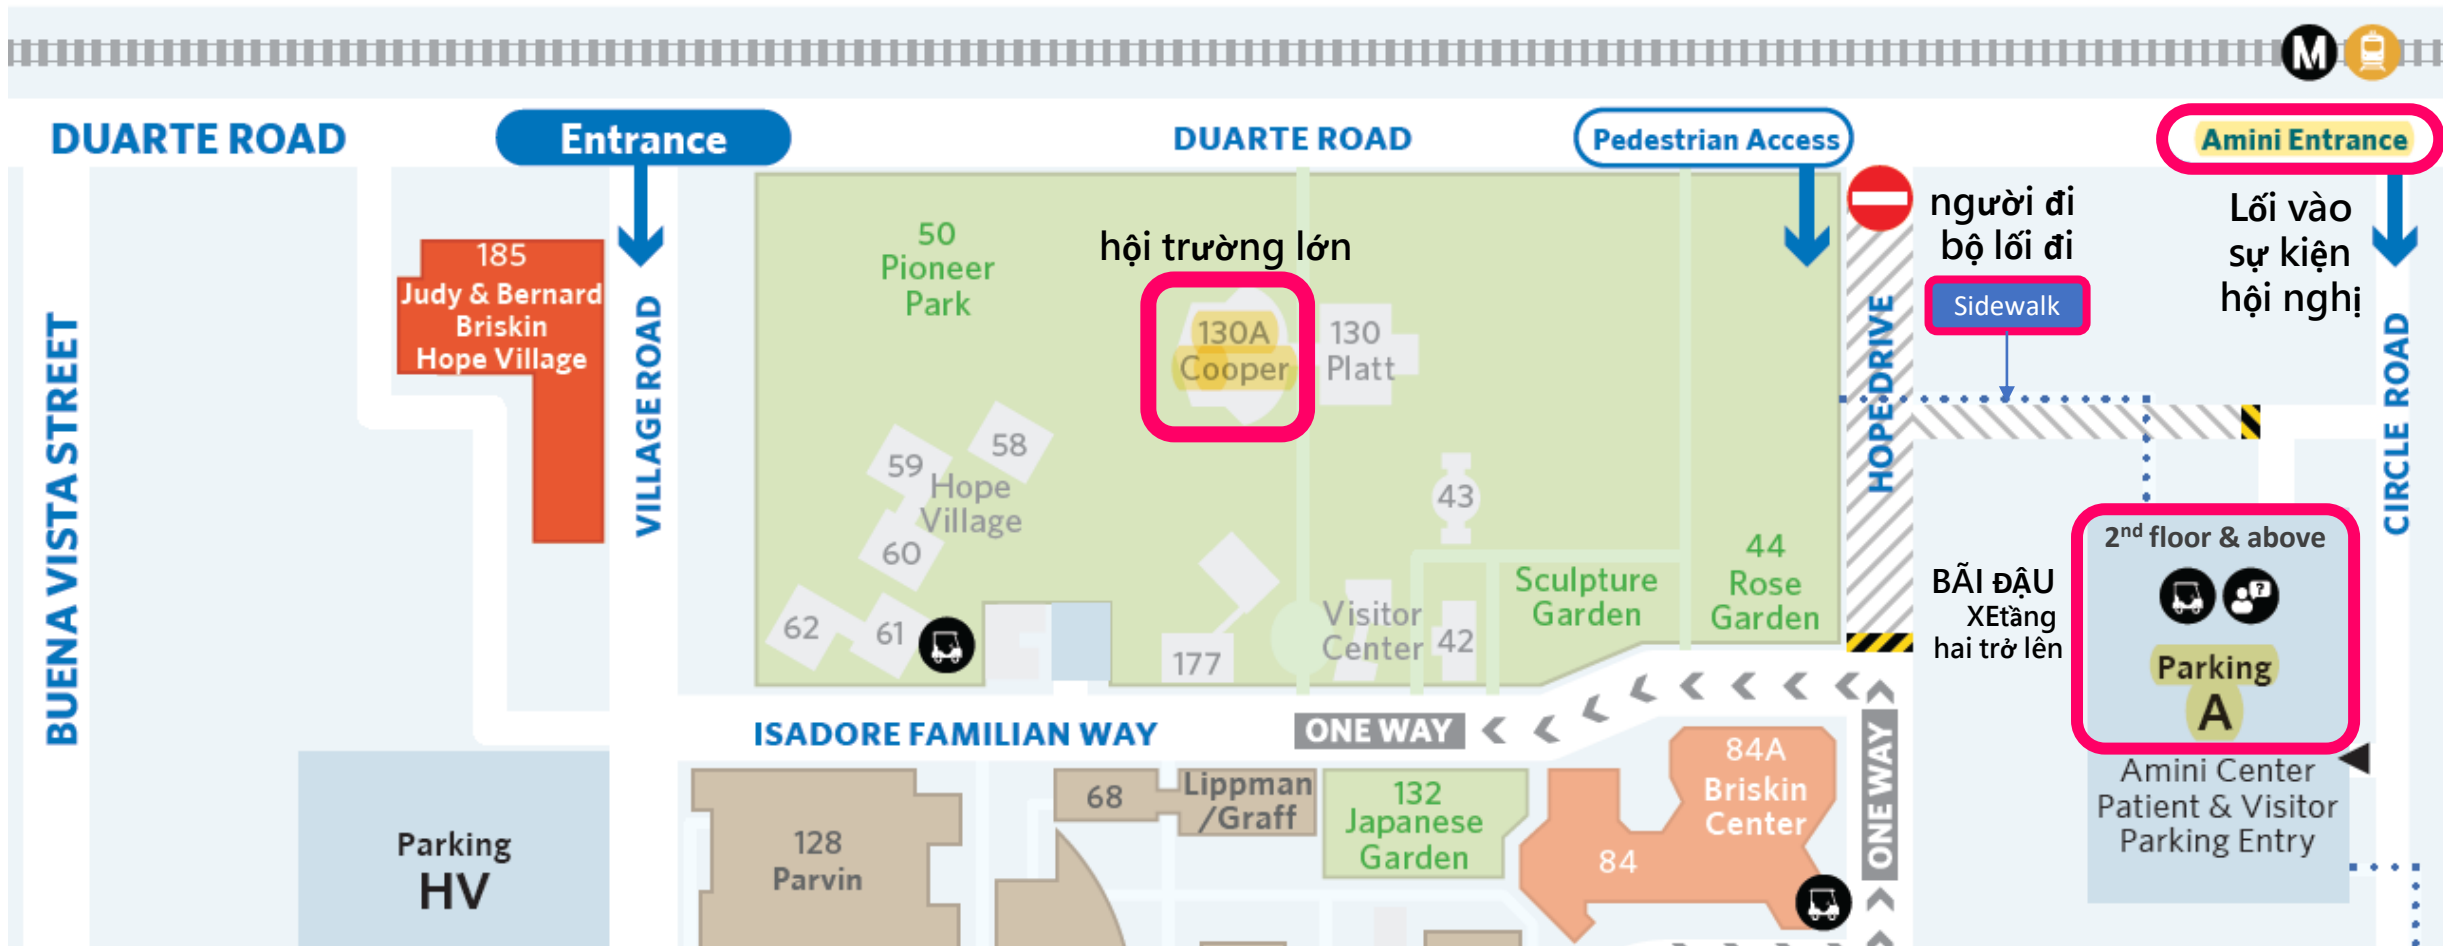 M
DUARTE ROAD
Entrance
DUARTE ROAD
Pedestrian Access
Amini Entrance
người đi
bộ lối đi
Sidewalk
Lối vào
sự kiện
hội nghị
185
Judy & Bernard
Briskin
Hope Village
BUENA VISTA STREET
VILLAGE ROAD
50
Pioneer
Park
hội trường lớn
130A
Cooper
130
Platt
HOPE DRIVE
CIRCLE ROAD
58
59
Hope
Village
60
62
61
43
177
Visitor
Center
42
Sculpture
Garden
44
Rose
Garden
BÃI ĐẬU
XEtầng
hai trở lên
2nd floor & above
?
Parking
A
Amini Center
Patient & Visitor
Parking Entry
ISADORE FAMILIAN WAY
ONE WAY
ONE WAY
Parking
HV
128
Parvin
68
Lippman
/Graff
132
Japanese
Garden
84A
Briskin
Center
84